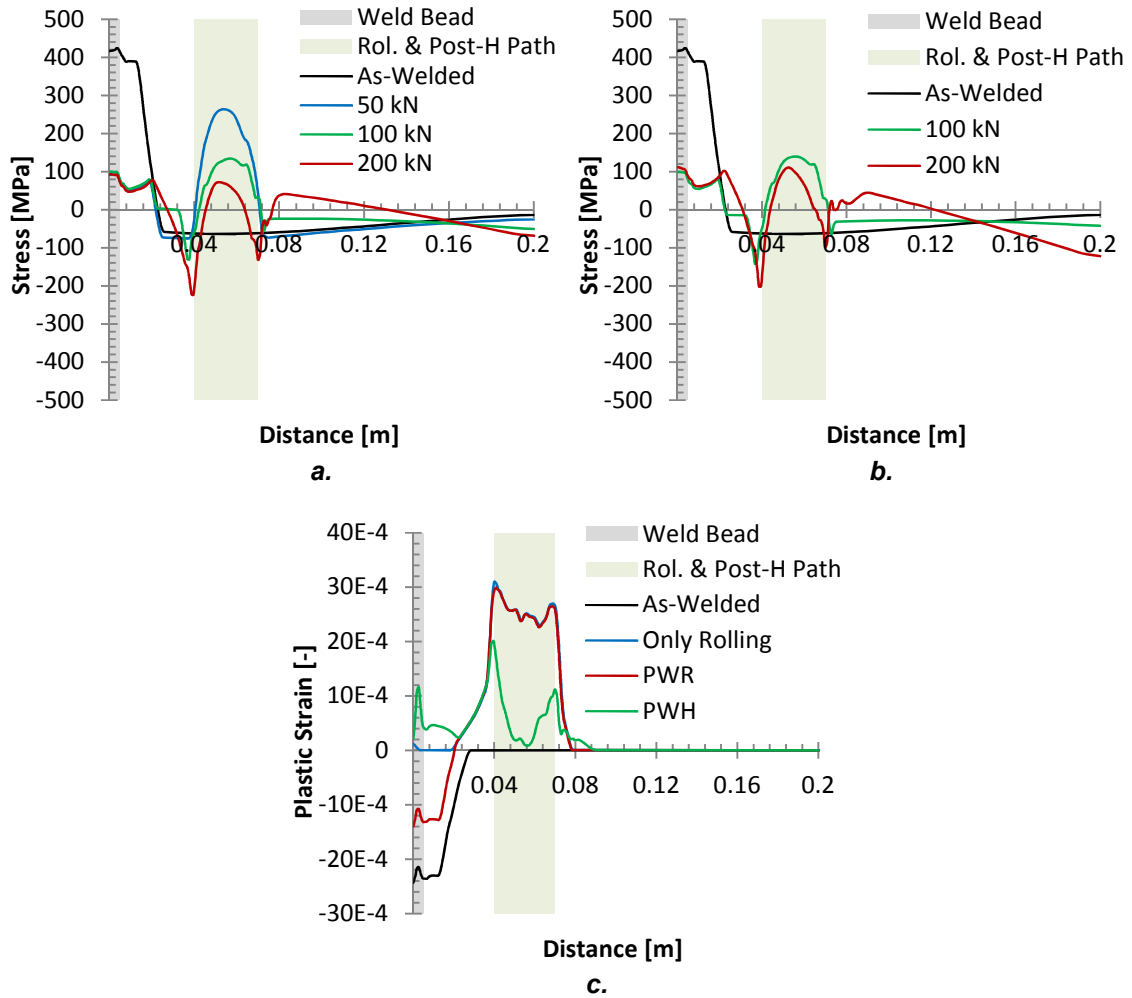 500
400
300
200
100
0
-100
-200
-300
-400
-500
Stress [MPa]
0.04
0.08
0.12
0.16
0.2
Distance [m]
Weld Bead
Rol. & Post-H Path
As-Welded
50 kN
100 kN
200 kN
a.
500
400
300
200
100
0
-100
-200
-300
-400
-500
Stress [MPa]
0.04
0.08
0.12
0.16
0.2
Distance [m]
Weld Bead
Rol. & Post-H Path
As-Welded
100 kN
200 kN
b.
40E-4
30E-4
20E-4
10E-4
0
-10E-4
-20E-4
-30E-4
Plastic Strain [-]
0.04
0.08
0.12
0.16
0.2
Distance [m]
Weld Bead
Rol. & Post-H Path
As-Welded
Only Rolling
PWR
PWH
c.